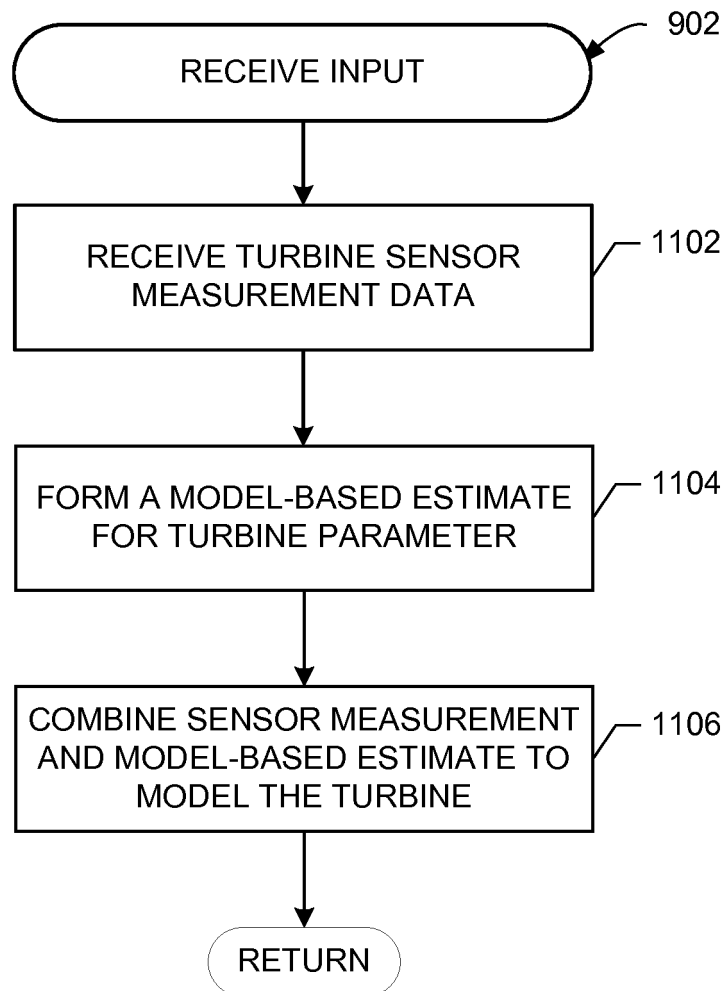 902
RECEIVE INPUT
RECEIVE TURBINE SENSOR
MEASUREMENT DATA
1102
FORM A MODEL-BASED ESTIMATE
FOR TURBINE PARAMETER
1104
COMBINE SENSOR MEASUREMENT
AND MODEL-BASED ESTIMATE TO
MODEL THE TURBINE
1106
RETURN